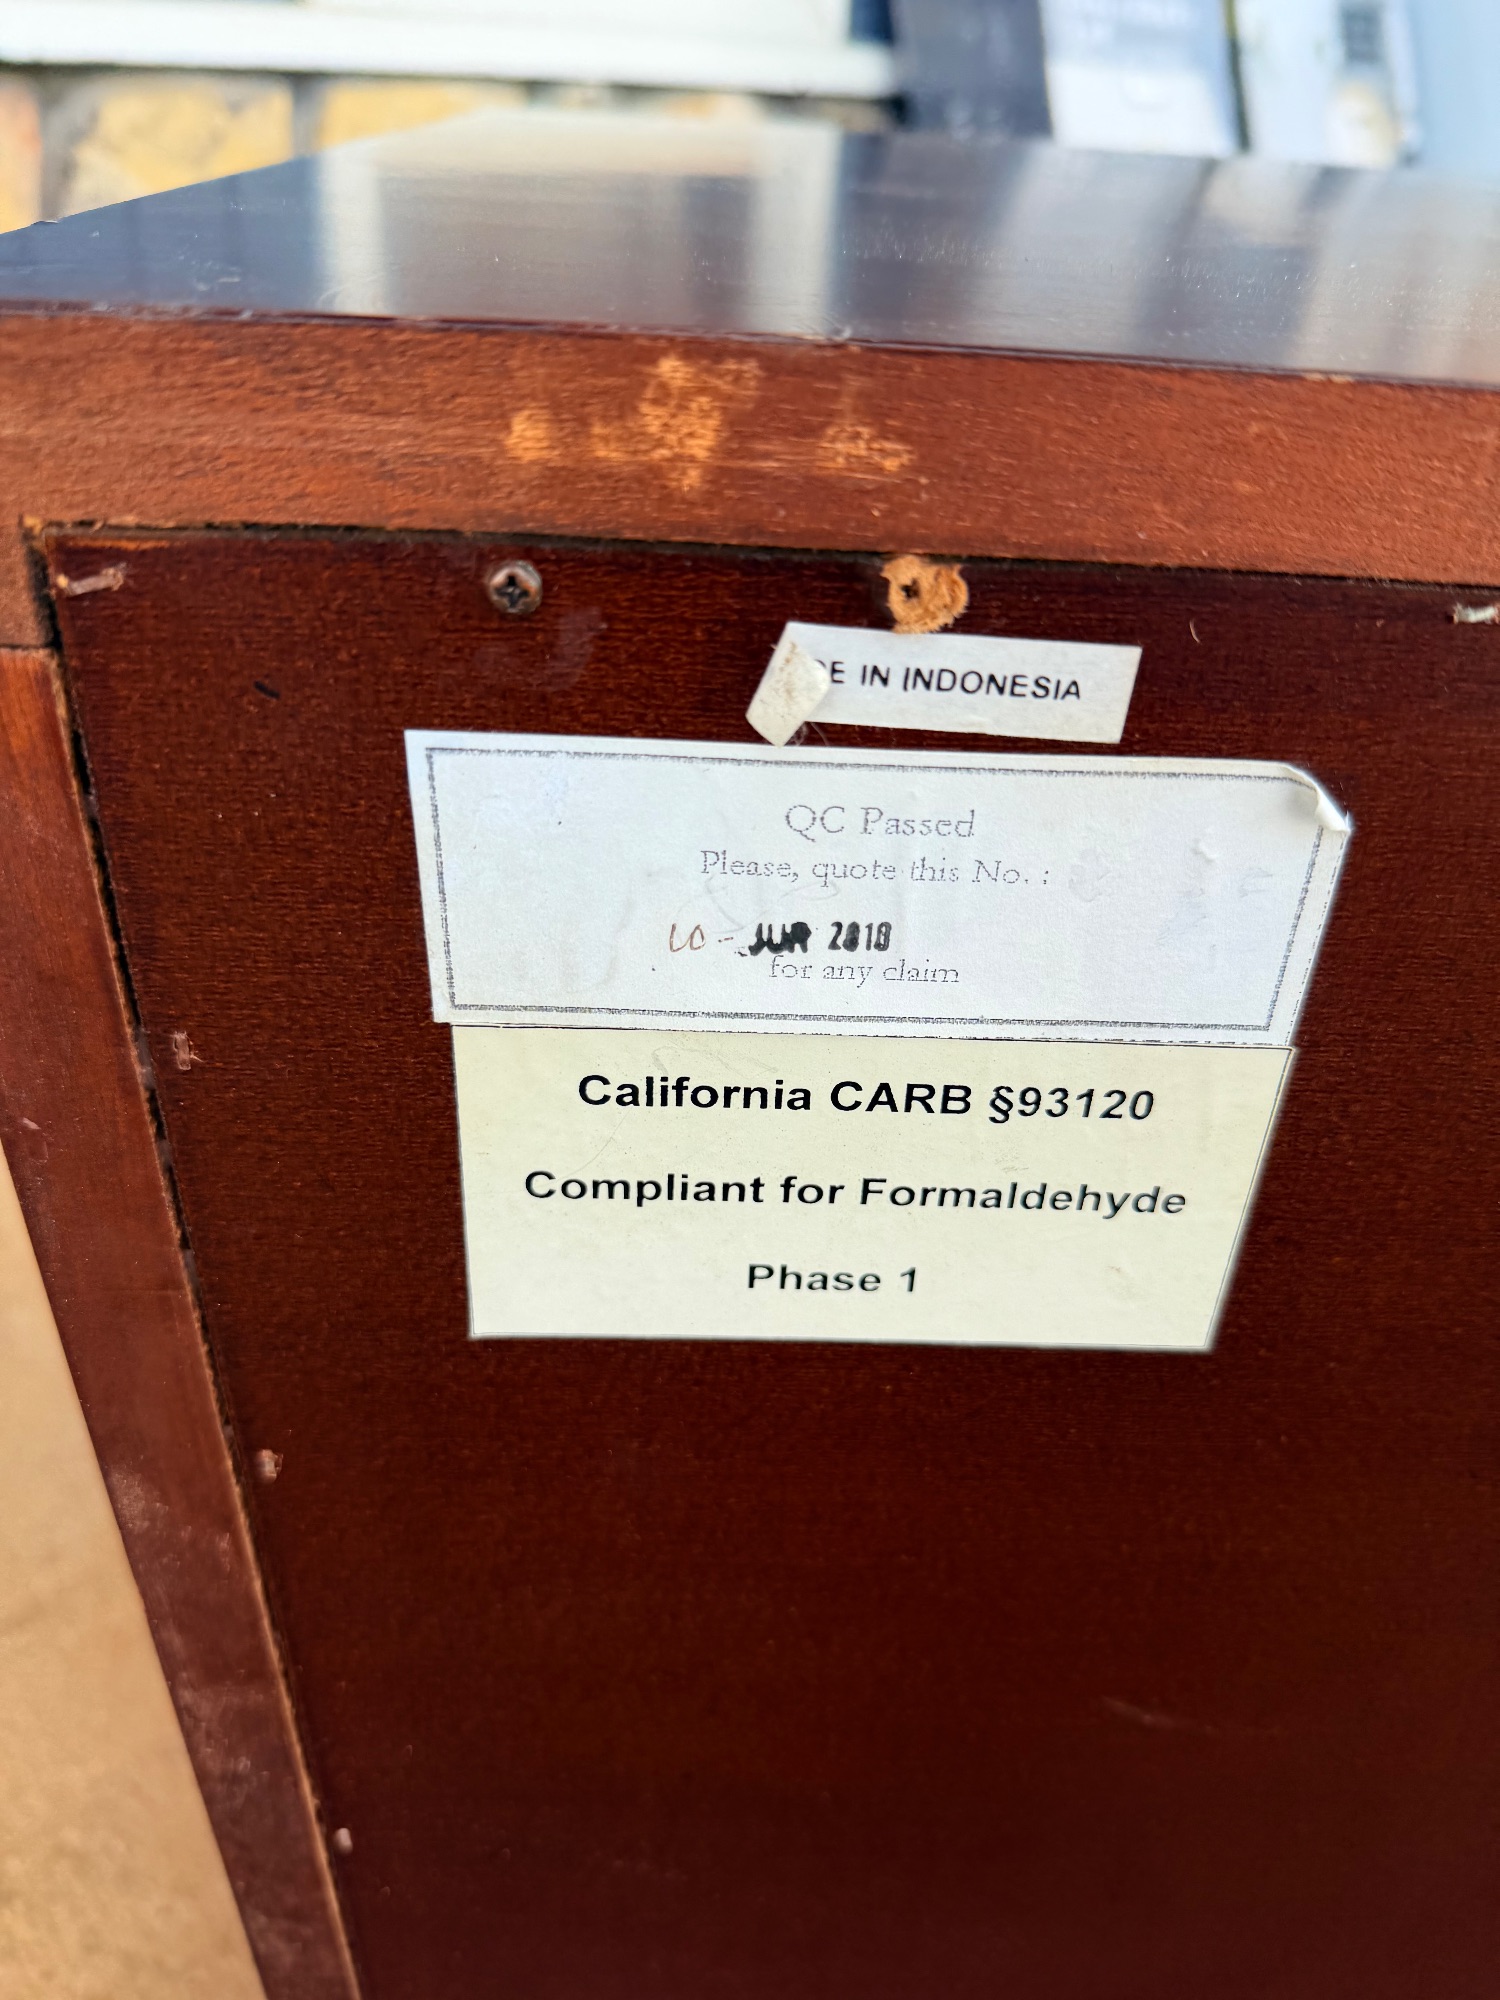 IN INDONESIA
QC Passed
Please, quote this No. :
2010
for any claim
California CARB §93120
Compliant for Formaldehyde
Phase 1